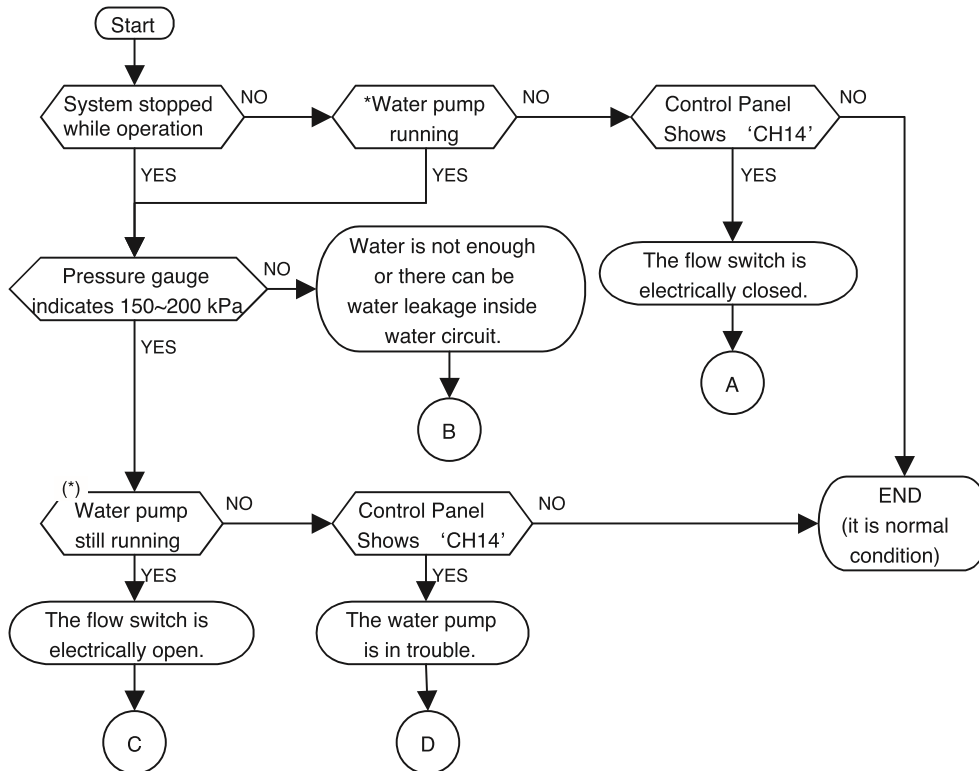 Start
System stopped
while operation
NO
*Water pump
running
NO
Control Panel
Shows 'CH14'
NO
YES
YES
YES
Pressure gauge
indicates 150~200 kPa
NO
Water is not enough
or there can be
water leakage inside
water circuit.
The flow switch is
electrically closed.
YES
A
B
(*)
Water pump
still running
NO
Control Panel
Shows 'CH14'
NO
END
(it is normal
condition)
YES
YES
The flow switch is
electrically open.
The water pump
is in trouble.
C
D